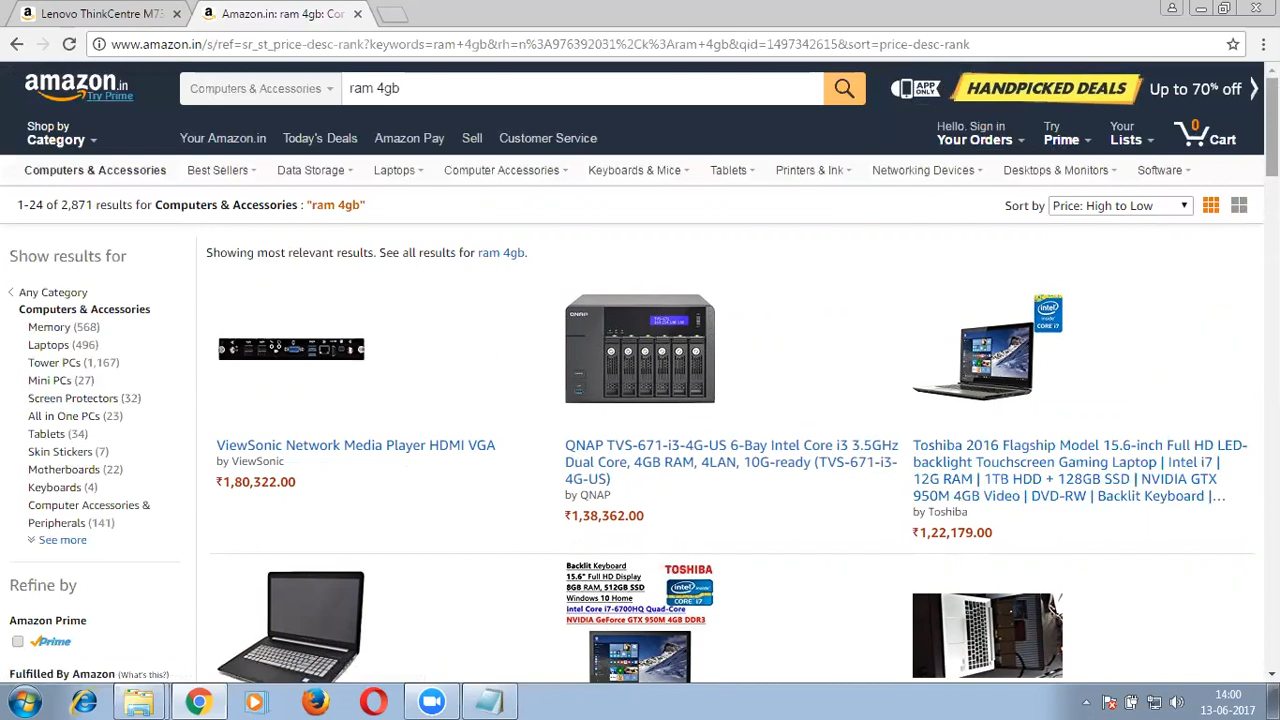 Lenovo ThinkCentre M73
Amazon.in: ram 4gb: Cor
www.amazon.in/s/ref=sr_st_price-desc-rank?keywords=ram+4gb&rh=n%3A976392031%2Ck%3Aram+4gb&qid=1497342615&sort=price-desc-rank
amazon.in
Try Prime
Computers & Accessories
ram 4gb
APP ONLY
HANDPICKED DEALS
Up to 70% off
Shop by
Category
Your Amazon.in
Today's Deals
Amazon Pay
Sell
Customer Service
Hello. Sign in
Your Orders
Try
Prime
Your
Lists
0
Cart
Computers & Accessories
Best Sellers
Data Storage
Laptops
Computer Accessories
Keyboards & Mice
Tablets
Printers & Ink
Networking Devices
Desktops & Monitors
Software
1-24 of 2,871 results for Computers & Accessories : "ram 4gb"
Sort by
Price: High to Low
Show results for
Any Category
Computers & Accessories
Memory (568)
Laptops (496)
Tower PCs (1,167)
Mini PCs (27)
Screen Protectors (32)
All in One PCs (23)
Tablets (34)
Skin Stickers (7)
Motherboards (22)
Keyboards (4)
Computer Accessories &
Peripherals (141)
See more
Refine by
Amazon Prime
Prime
Fulfilled By Amazon (What's this?)
Showing most relevant results. See all results for ram 4gb.
ViewSonic Network Media Player HDMI VGA
by ViewSonic
₹1,80,322.00
QNAP
QNAP TVS-671-i3-4G-US 6-Bay Intel Core i3 3.5GHz
Dual Core, 4GB RAM, 4LAN, 10G-ready (TVS-671-i3-
4G-US)
by QNAP
₹1,38,362.00
intel
inside
CORE i7
Toshiba 2016 Flagship Model 15.6-inch Full HD LED-
backlight Touchscreen Gaming Laptop | Intel i7 |
12G RAM | 1TB HDD + 128GB SSD | NVIDIA GTX
950M 4GB Video | DVD-RW | Backlit Keyboard |...
by Toshiba
₹1,22,179.00
Backlit Keyboard
15.6" Full HD Display
8GB RAM, 512GB SSD
Windows 10 Home
Intel Core i7-6700HQ Quad-Core
NVIDIA GeForce GTX 950M 4GB DDR3
TOSHIBA
intel
inside
CORE i7
14:00
13-06-2017